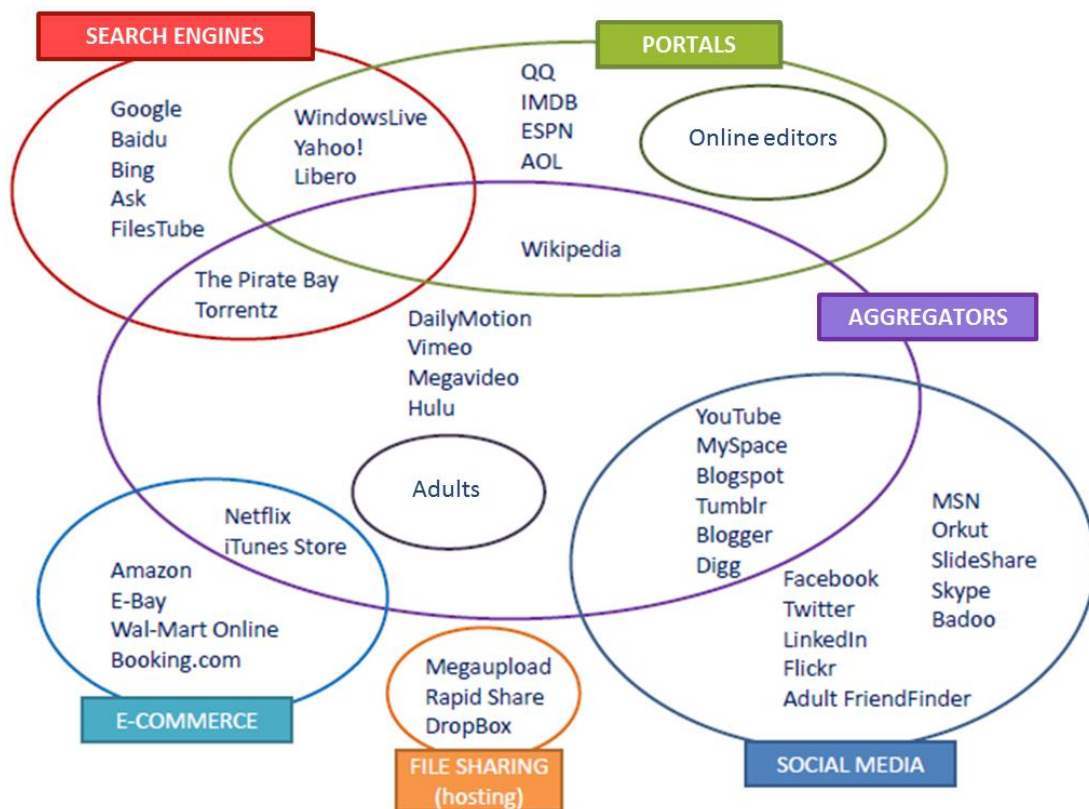 SEARCH ENGINES
PORTALS
Google
Baidu
Bing
Ask
FilesTube
WindowsLive
Yahoo!
Libero
QQ
IMDB
ESPN
AOL
Online editors
Wikipedia
The Pirate Bay
Torrentz
AGGREGATORS
DailyMotion
Vimeo
Megavideo
Hulu
Adults
YouTube
MySpace
Blogspot
Tumblr
Blogger
Digg
MSN
Orkut
SlideShare
Skype
Badoo
Facebook
Twitter
LinkedIn
Flickr
Adult FriendFinder
Netflix
iTunes Store
Amazon
E-Bay
Wal-Mart Online
Booking.com
E-COMMERCE
Megaupload
Rapid Share
DropBox
FILE SHARING
(hosting)
SOCIAL MEDIA